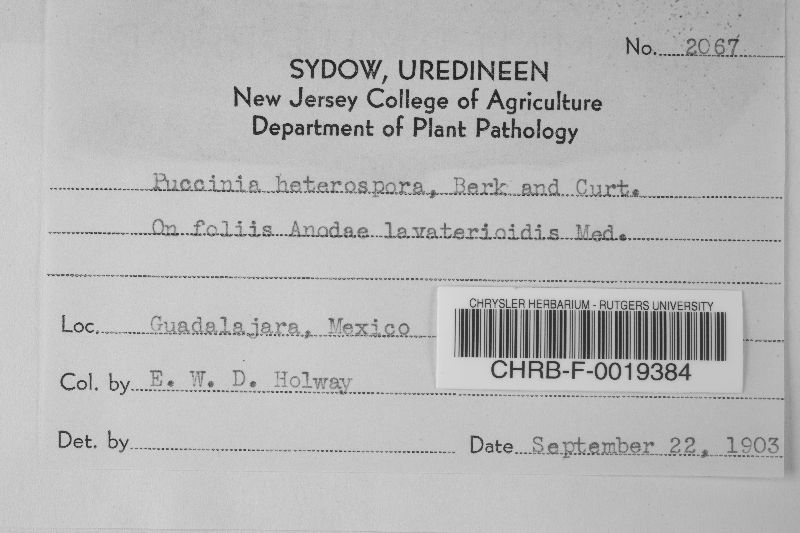 No. 2067
SYDOW, UREDINEEN
New Jersey College of Agriculture
Department of Plant Pathology
Puccinia heterospora, Berk and Curt.
On foliis Anodae lavaterioidis Med.
Loc. Guadalajara, Mexico
CHRYSLER HERBARIUM - RUTGERS UNIVERSITY
CHRB-F-0019384
Col. by E. W. D. Holway
Det. by
Date September 22, 1903